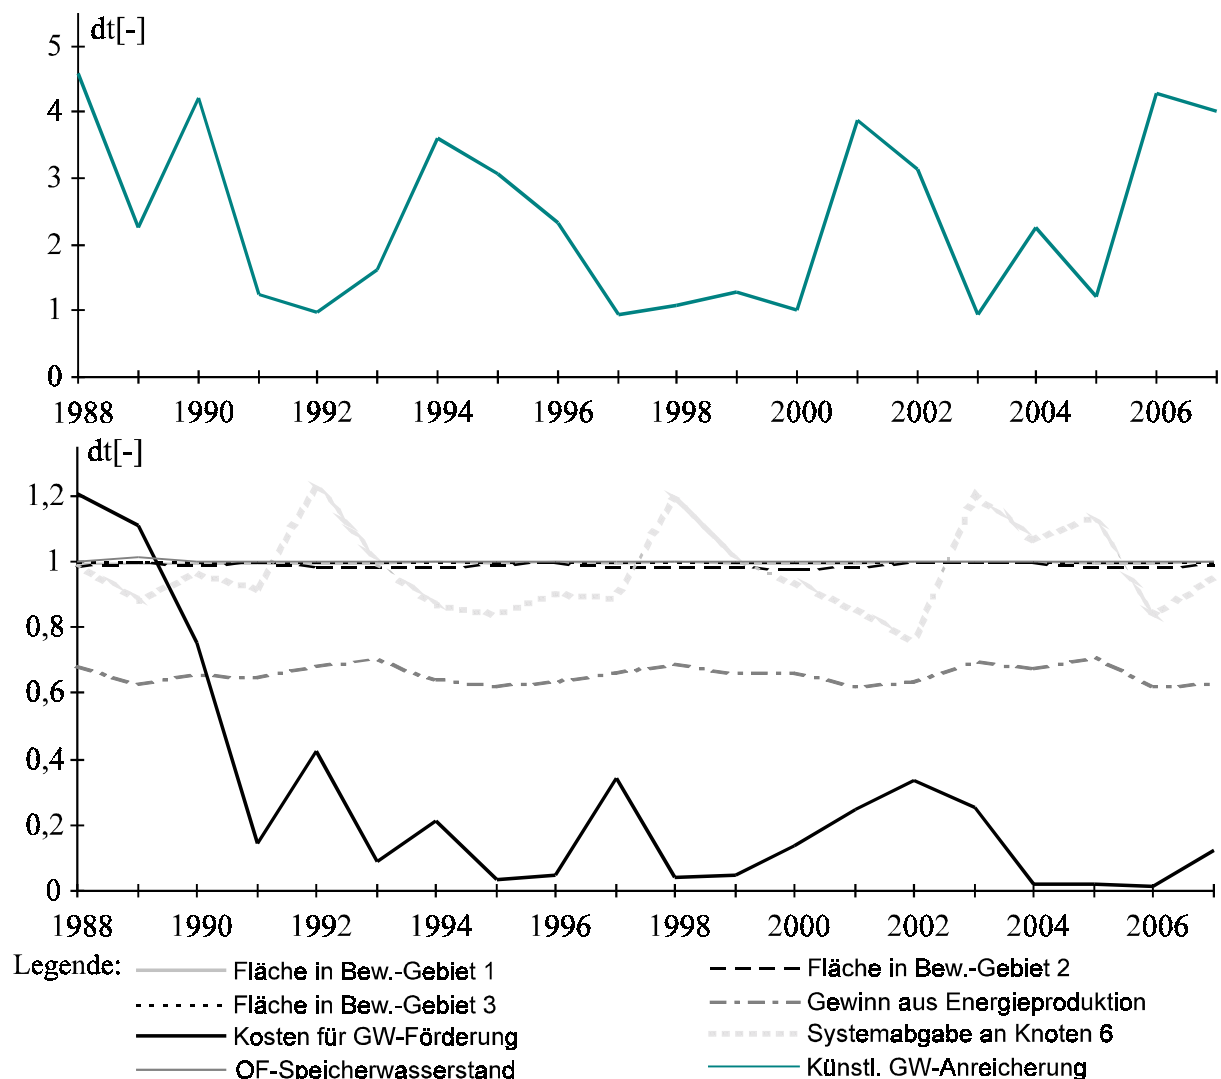 dt[-]
5
4
3
2
1
0
1988 1990 1992 1994 1996 1998 2000 2002 2004 2006
dt[-]
1,2
1
0,8
0,6
0,4
0,2
0
1988 1990 1992 1994 1996 1998 2000 2002 2004 2006
Legende:
Fläche in Bew.-Gebiet 1 Fläche in Bew.-Gebiet 2
Fläche in Bew.-Gebiet 3 Gewinn aus Energieproduktion
Kosten für GW-Förderung Systemabgabe an Knoten 6
OF-Speicherwasserstand Künstl. GW-Anreicherung